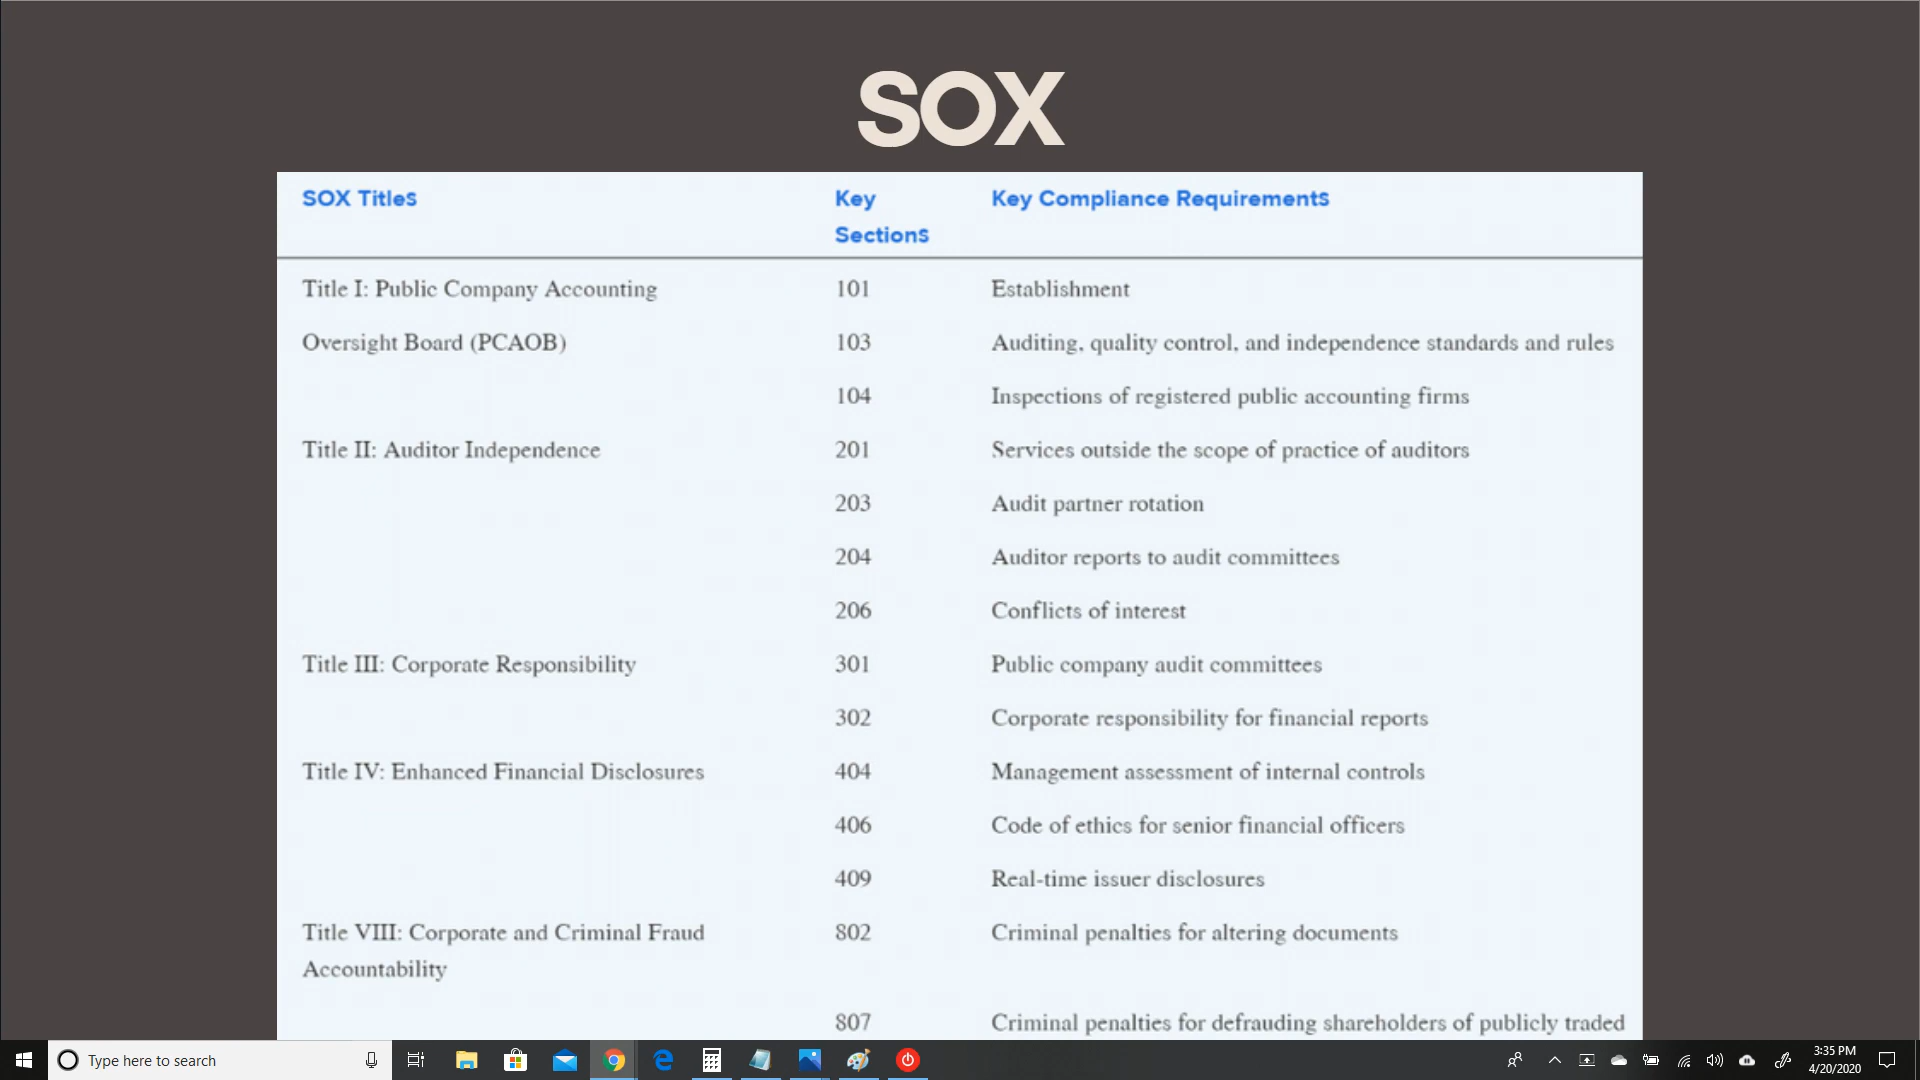 SOX
SOX Titles Key Sections Key Compliance Requirements
Title I: Public Company Accounting 101 Establishment
Oversight Board (PCAOB) 103 Auditing, quality control, and independence standards and rules
104 Inspections of registered public accounting firms
Title II: Auditor Independence 201 Services outside the scope of practice of auditors
203 Audit partner rotation
204 Auditor reports to audit committees
206 Conflicts of interest
Title III: Corporate Responsibility 301 Public company audit committees
302 Corporate responsibility for financial reports
Title IV: Enhanced Financial Disclosures 404 Management assessment of internal controls
406 Code of ethics for senior financial officers
409 Real-time issuer disclosures
Title VIII: Corporate and Criminal Fraud 802 Criminal penalties for altering documents
Accountability
807 Criminal penalties for defrauding shareholders of publicly traded
Type here to search
3:35 PM
4/20/2020